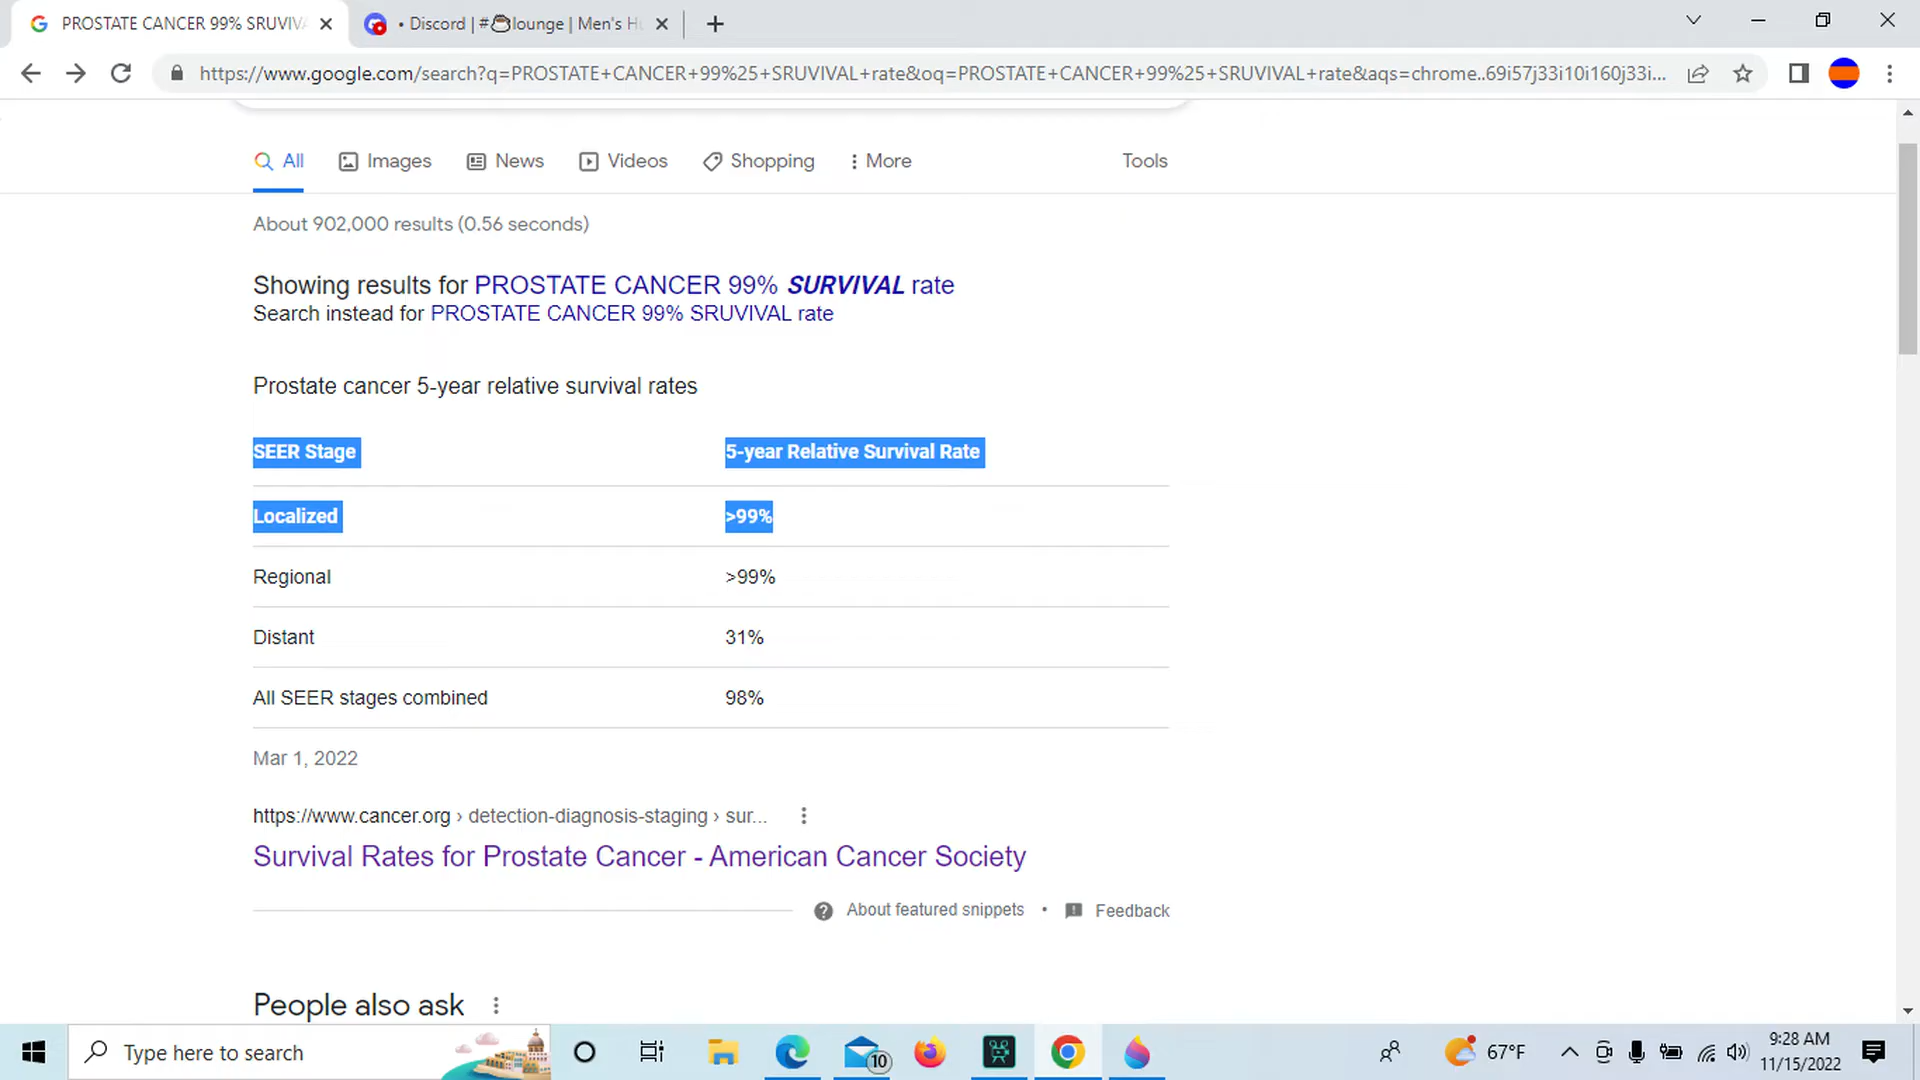 PROSTATE CANCER 99% SRUVIVA
• Discord | #☕lounge | Men's H
https://www.google.com/search?q=PROSTATE+CANCER+99%25+SRUVIVAL+rate&oq=PROSTATE+CANCER+99%25+SRUVIVAL+rate&aqs=chrome..69i57j33i10i160j33i...
All Images News Videos Shopping More Tools
About 902,000 results (0.56 seconds)
Showing results for PROSTATE CANCER 99% SURVIVAL rate
Search instead for PROSTATE CANCER 99% SRUVIVAL rate
Prostate cancer 5-year relative survival rates
SEER Stage 5-year Relative Survival Rate
Localized >99%
Regional >99%
Distant 31%
All SEER stages combined 98%
Mar 1, 2022
https://www.cancer.org › detection-diagnosis-staging › sur...
Survival Rates for Prostate Cancer - American Cancer Society
About featured snippets • Feedback
People also ask
Type here to search
10
67°F
9:28 AM
11/15/2022